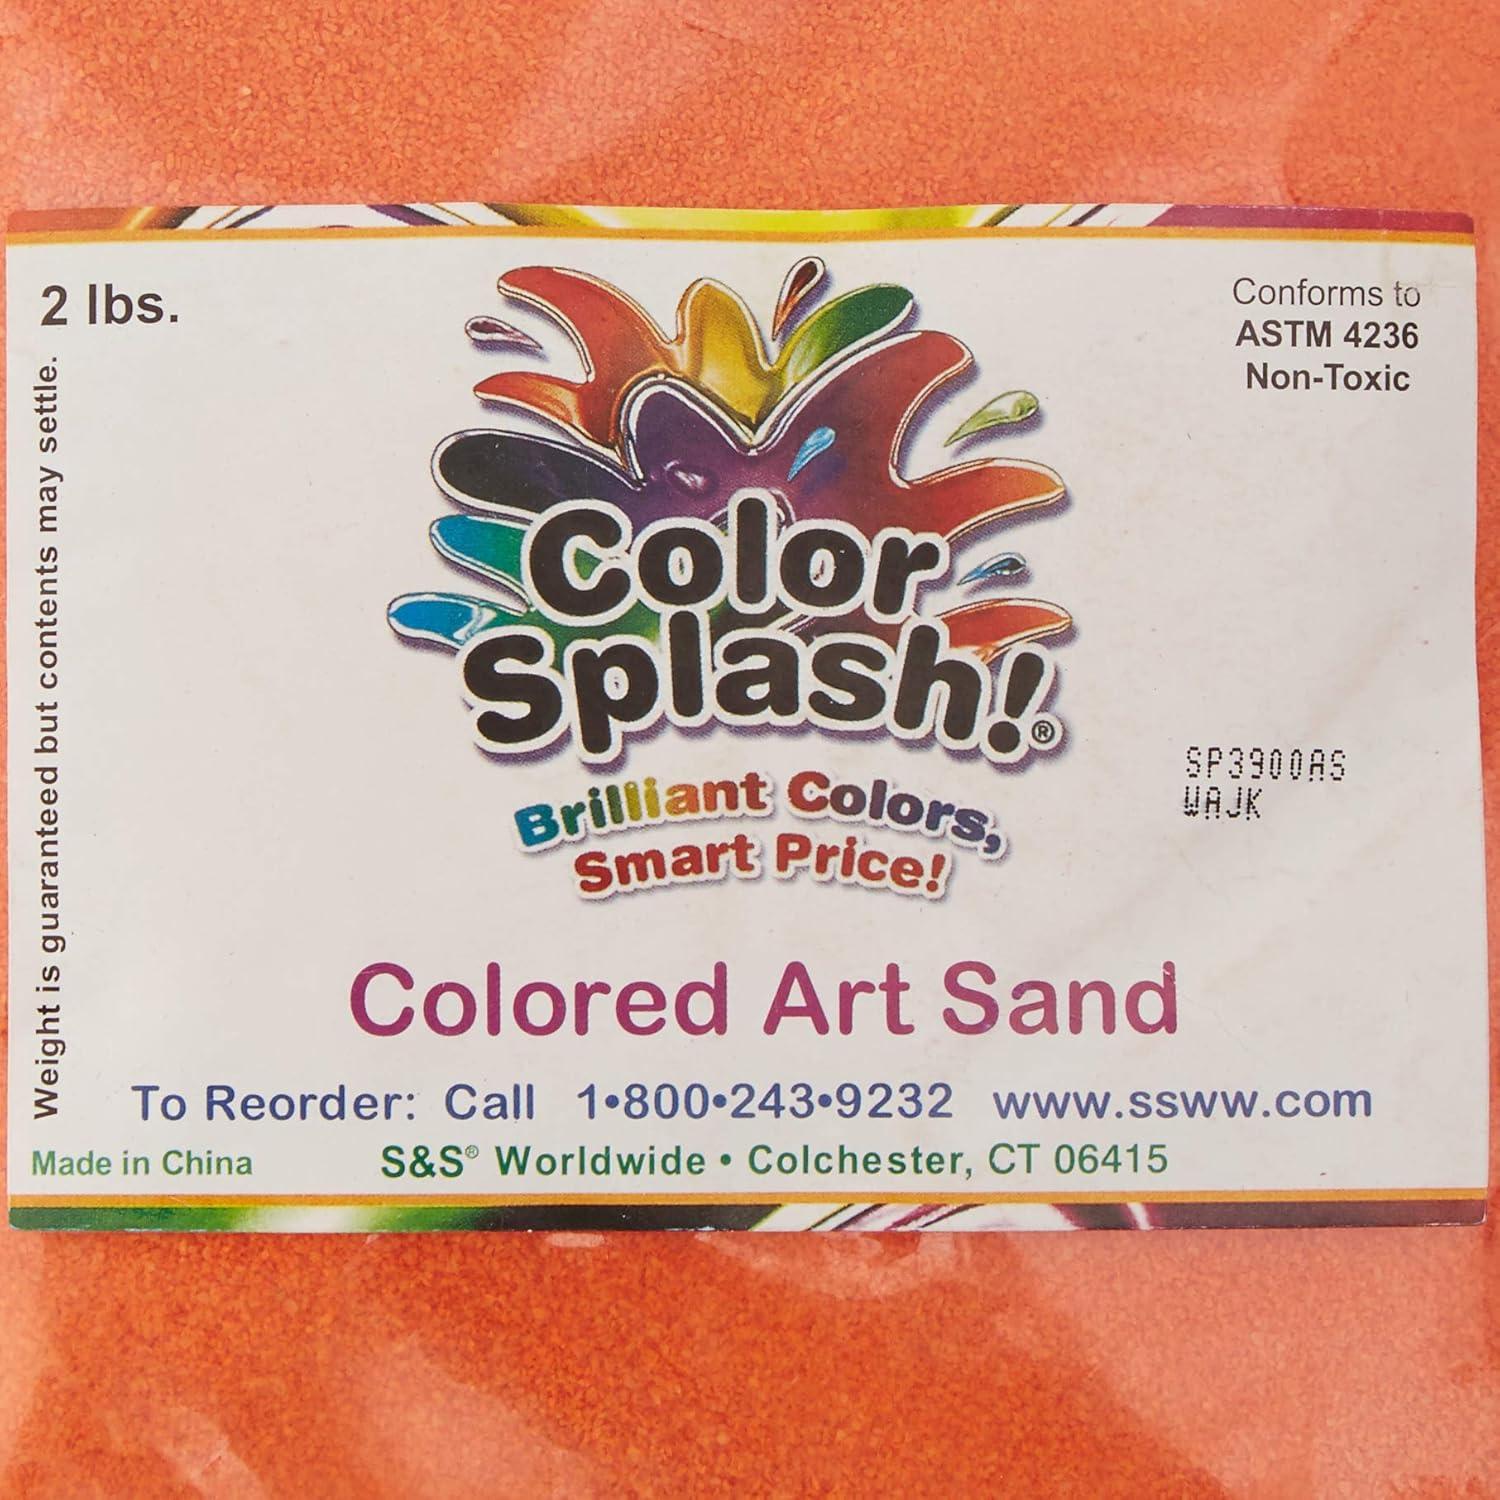 2 lbs.
Weight is guaranteed but contents may settle.
Conforms to
ASTM 4236
Non-Toxic
Color
Splash!®
Brilliant Colors,
Smart Price!
SP3900AS
WAJK
Colored Art Sand
To Reorder: Call 1•800•243•9232 www.ssww.com
Made in China
S&S® Worldwide • Colchester, CT 06415